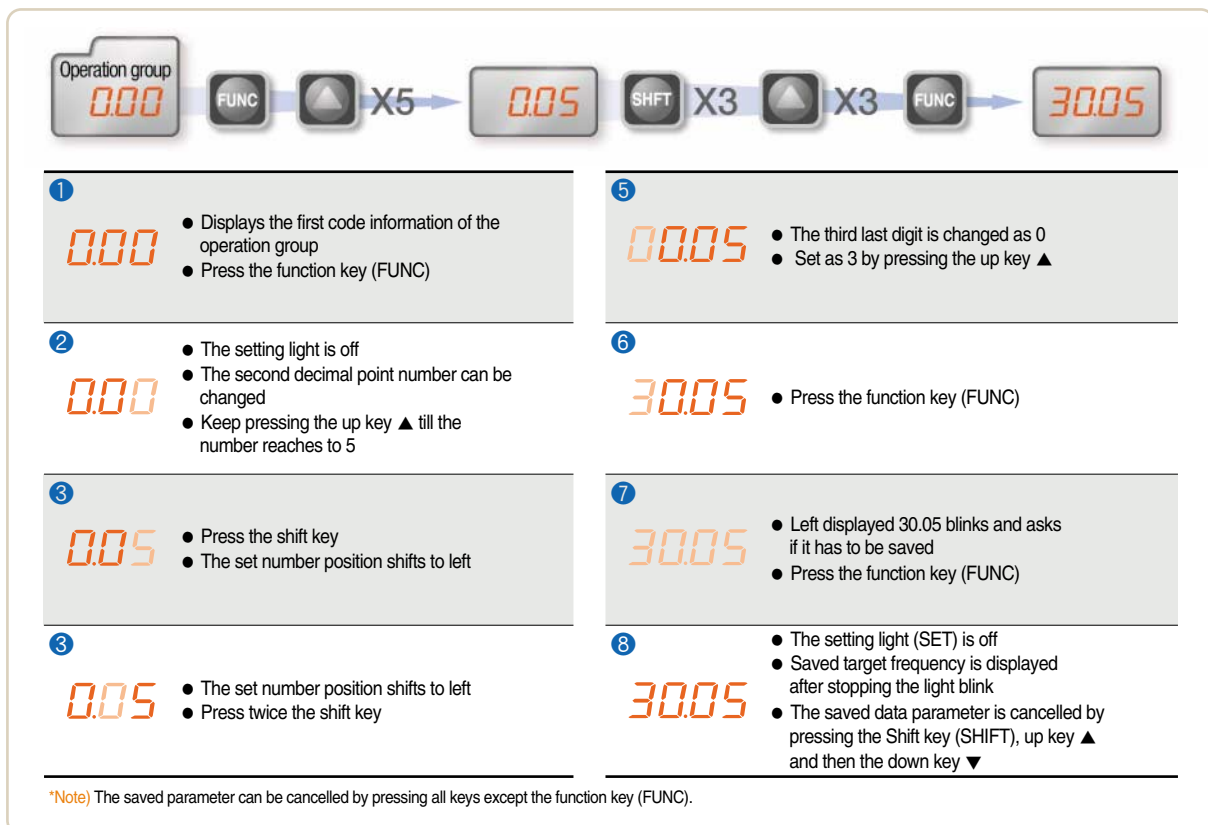 Operation group
0.00
FUNC
▲
X5
0.05
SHFT
X3
▲
X3
FUNC
30.05
1
0.00
● Displays the first code information of the
operation group
● Press the function key (FUNC)
2
0.00
● The setting light is off
● The second decimal point number can be
changed
● Keep pressing the up key ▲ till the
number reaches to 5
3
0.05
● Press the shift key
● The set number position shifts to left
3
0.05
● The set number position shifts to left
● Press twice the shift key
5
00.05
● The third last digit is changed as 0
● Set as 3 by pressing the up key ▲
6
30.05
● Press the function key (FUNC)
7
30.05
● Left displayed 30.05 blinks and asks
if it has to be saved
● Press the function key (FUNC)
8
30.05
● The setting light (SET) is off
● Saved target frequency is displayed
after stopping the light blink
● The saved data parameter is cancelled by
pressing the Shift key (SHIFT), up key ▲
and then the down key ▼
*Note) The saved parameter can be cancelled by pressing all keys except the function key (FUNC).